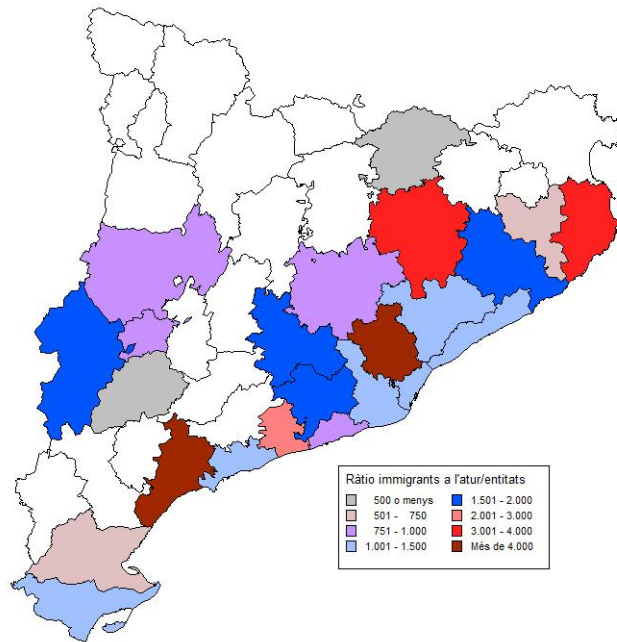 Ràtio immigrants a l'atur/entitats
500 o menys
501 - 750
751 - 1.000
1.001 - 1.500
1.501 - 2.000
2.001 - 3.000
3.001 - 4.000
Més de 4.000